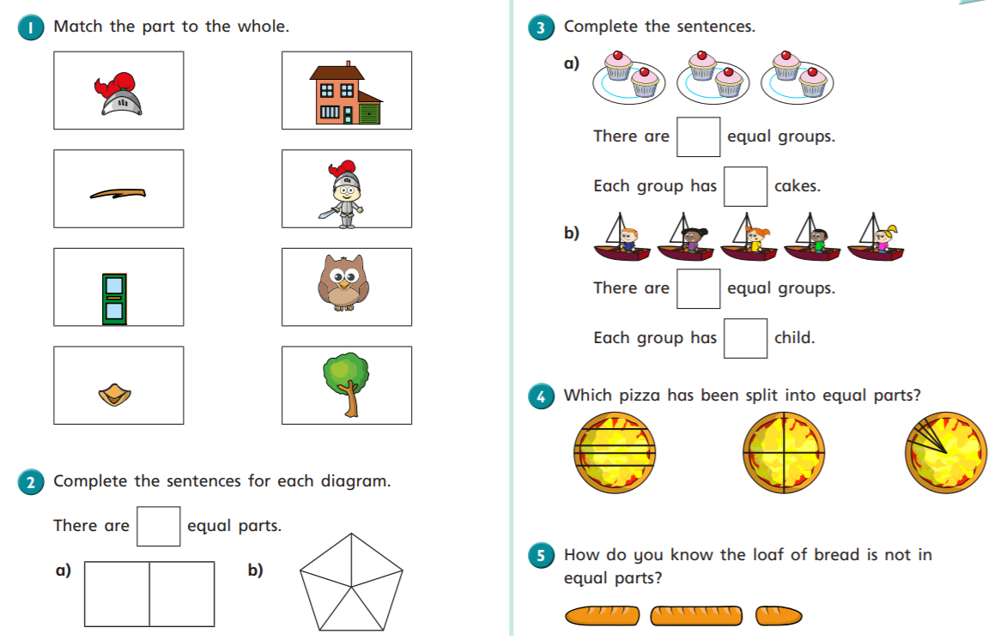 1 Match the part to the whole.
2 Complete the sentences for each diagram.
There are equal parts.
a)
b)
3 Complete the sentences.
a)
There are equal groups.
Each group has cakes.
b)
There are equal groups.
Each group has child.
4 Which pizza has been split into equal parts?
5 How do you know the loaf of bread is not in
equal parts?